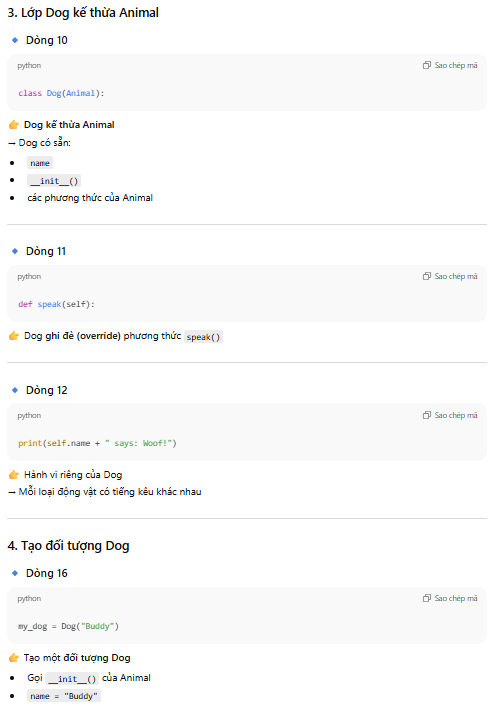 3. Lớp Dog kế thừa Animal
Dòng 10
python
Sao chép mã
class Dog(Animal):
👉 Dog kế thừa Animal
→ Dog có sẵn:
• name
• __init__()
• các phương thức của Animal
Dòng 11
python
Sao chép mã
def speak(self):
👉 Dog ghi đè (override) phương thức speak()
Dòng 12
python
Sao chép mã
print(self.name + " says: Woof!")
👉 Hành vi riêng của Dog
→ Mỗi loại động vật có tiếng kêu khác nhau
4. Tạo đối tượng Dog
Dòng 16
python
Sao chép mã
my_dog = Dog("Buddy")
👉 Tạo một đối tượng Dog
• Gọi __init__() của Animal
• name = "Buddy"